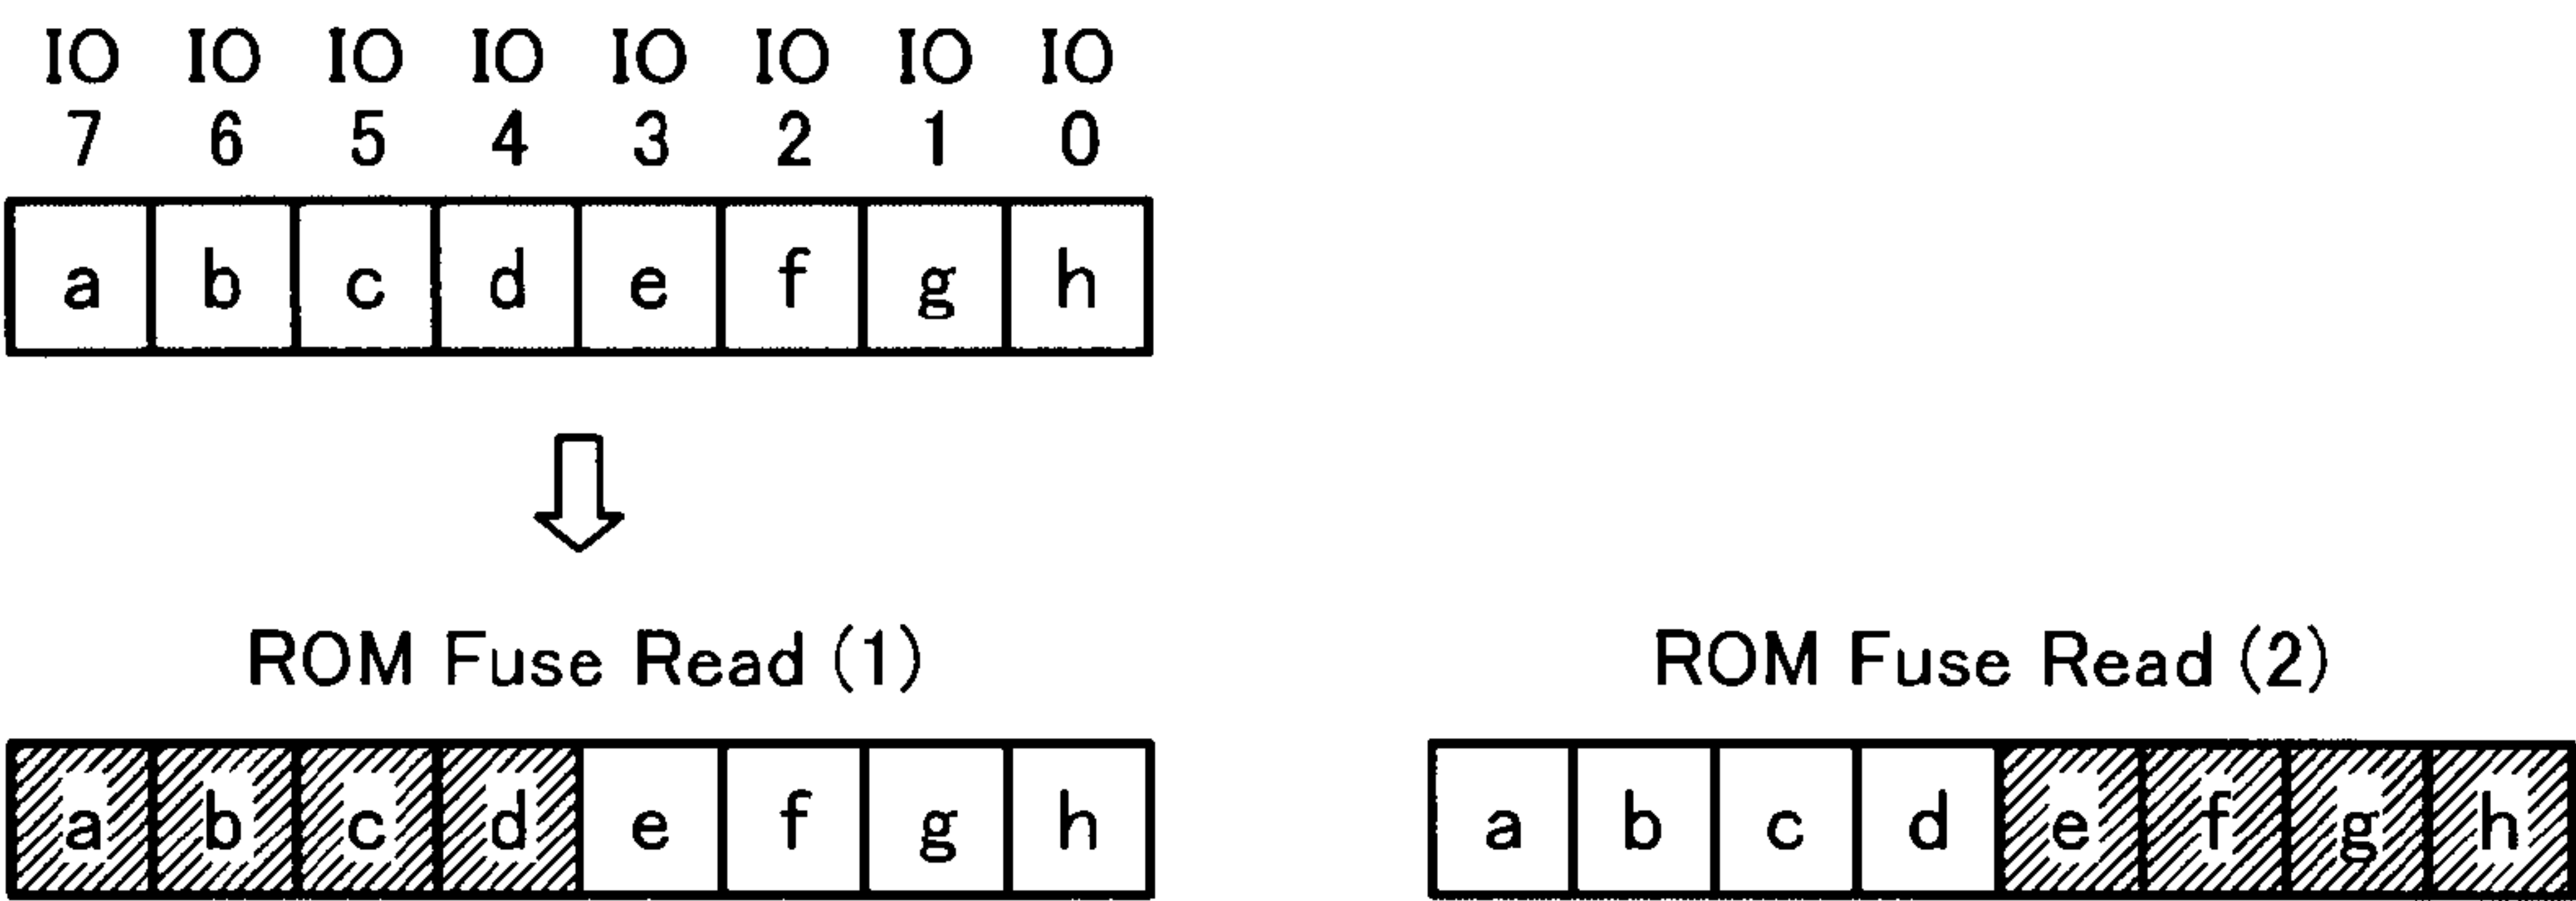 IO IO IO IO IO IO IO IO
7 6 5 4 3 2 1 0
a b c d e f g h
ROM Fuse Read (1)
a b c d e f g h
ROM Fuse Read (2)
a b c d e f g h